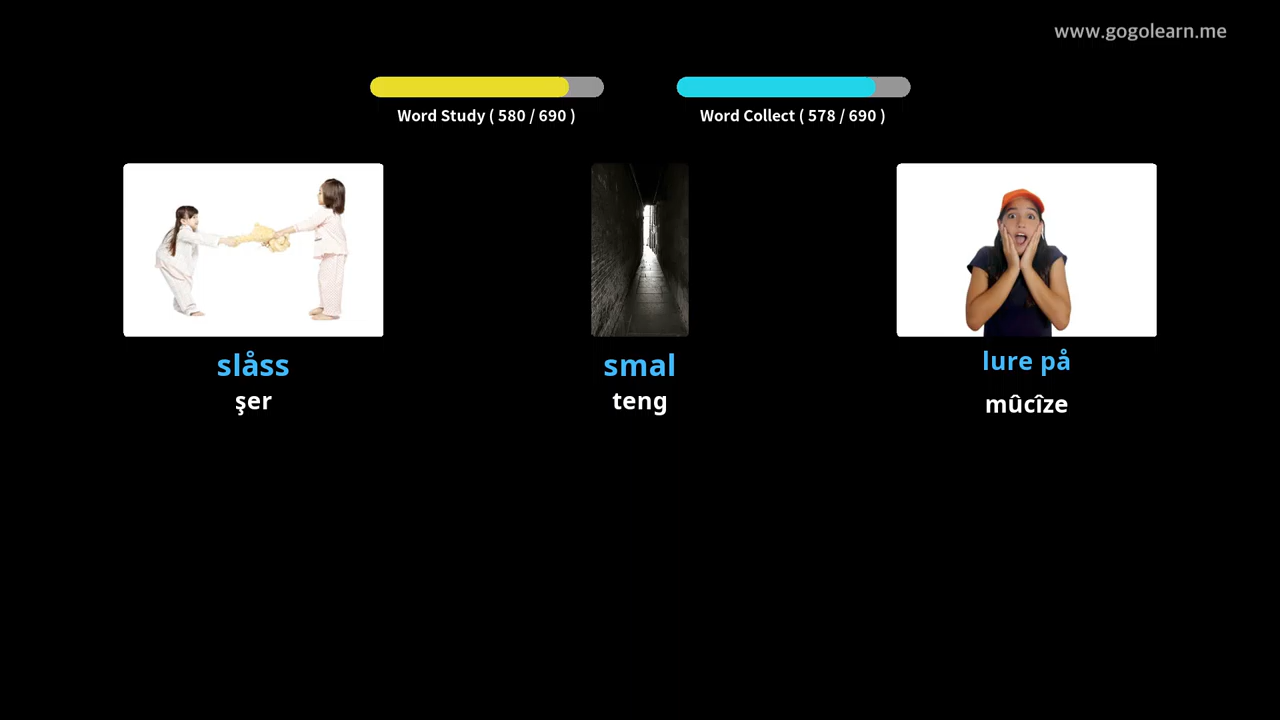 www.gogolearn.me
Word Study ( 580 / 690 )
Word Collect ( 578 / 690 )
slåss
şer
smal
teng
lure på
mûcîze